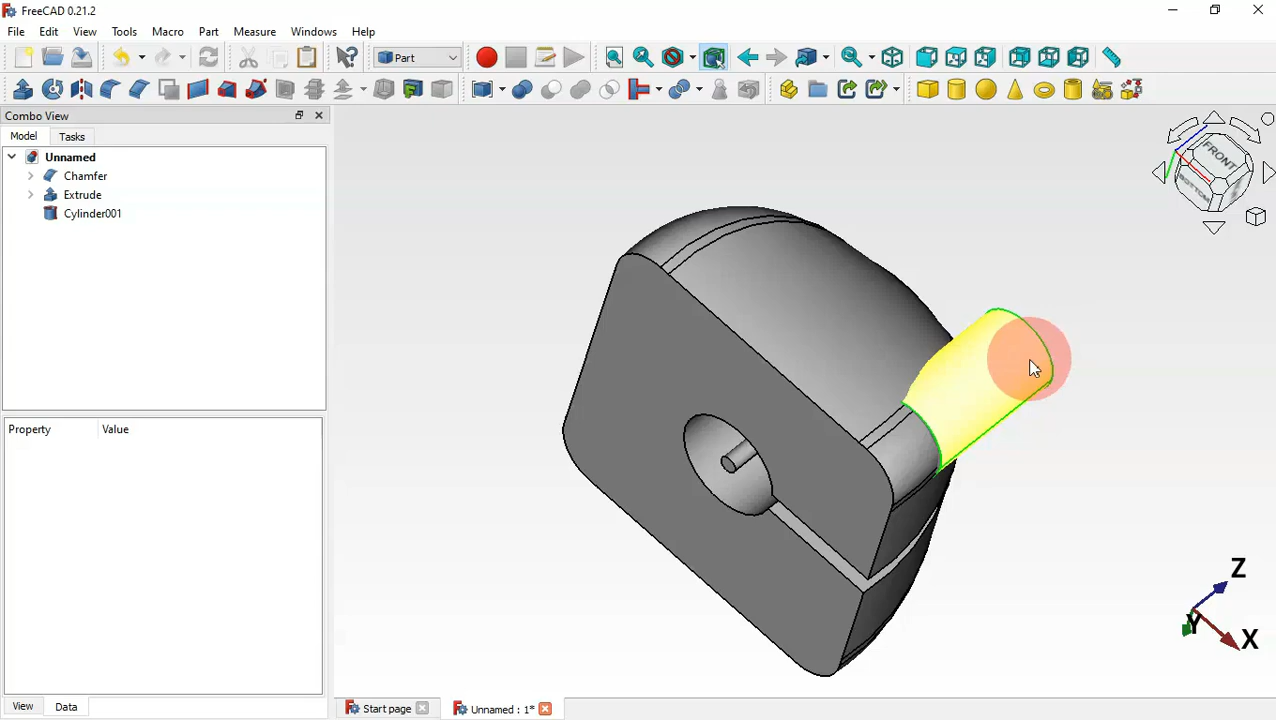 FreeCAD 0.21.2
File Edit View Tools Macro Part Measure Windows Help
Part
Combo View
Model Tasks
Unnamed
Chamfer
Extrude
Cylinder001
Property Value
View Data
Start page Unnamed : 1*
FRONT
BOTTOM
Z
Y
X